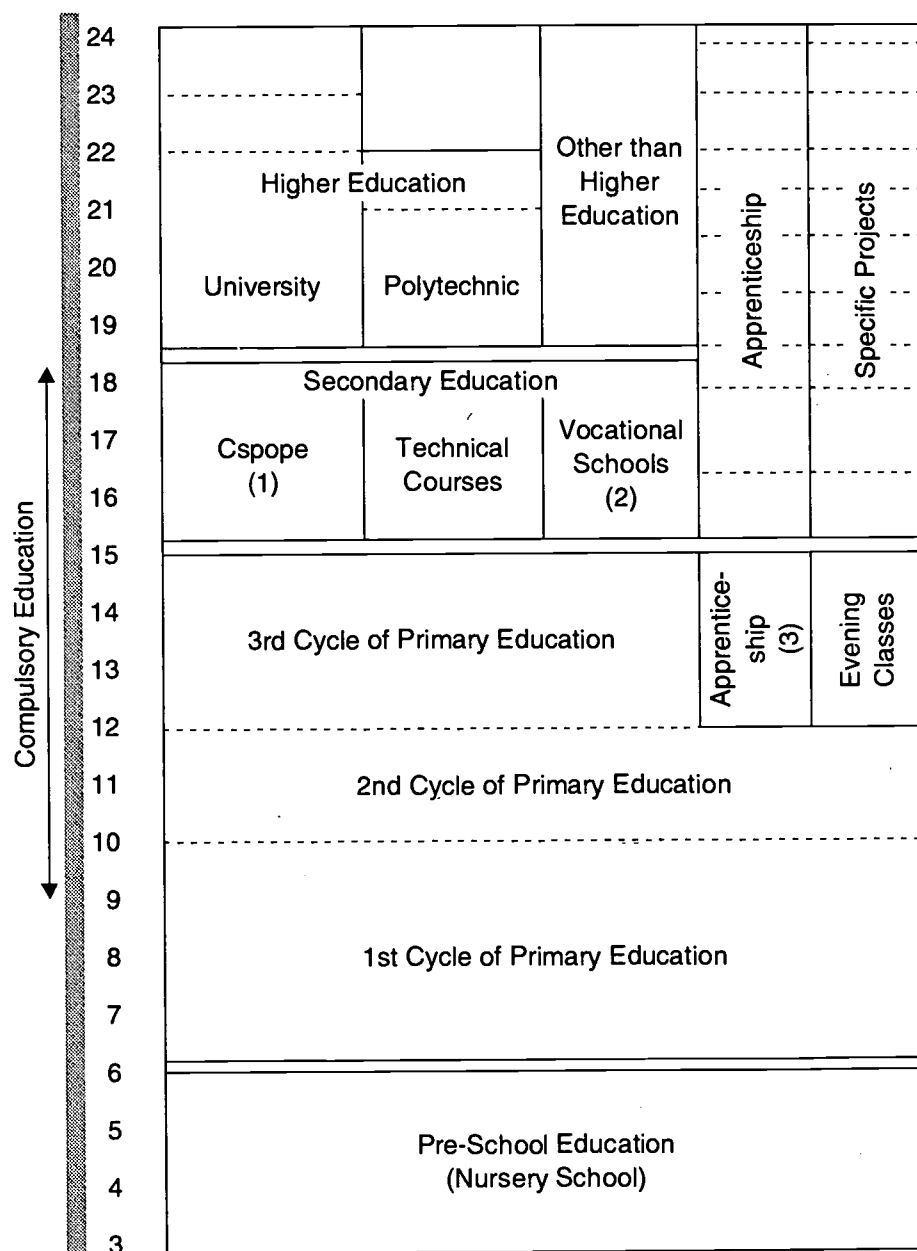 24
23
22
21
20
19
18
17
16
15
14
13
12
11
10
9
8
7
6
5
4
3
Compulsory Education
Higher Education
University
Polytechnic
Other than
Higher
Education
Apprenticeship
Specific Projects
Secondary Education
Cspope
(1)
Technical
Courses
Vocational
Schools
(2)
3rd Cycle of Primary Education
Apprentice-
ship
(3)
Evening
Classes
2nd Cycle of Primary Education
1st Cycle of Primary Education
Pre-School Education
(Nursery School)